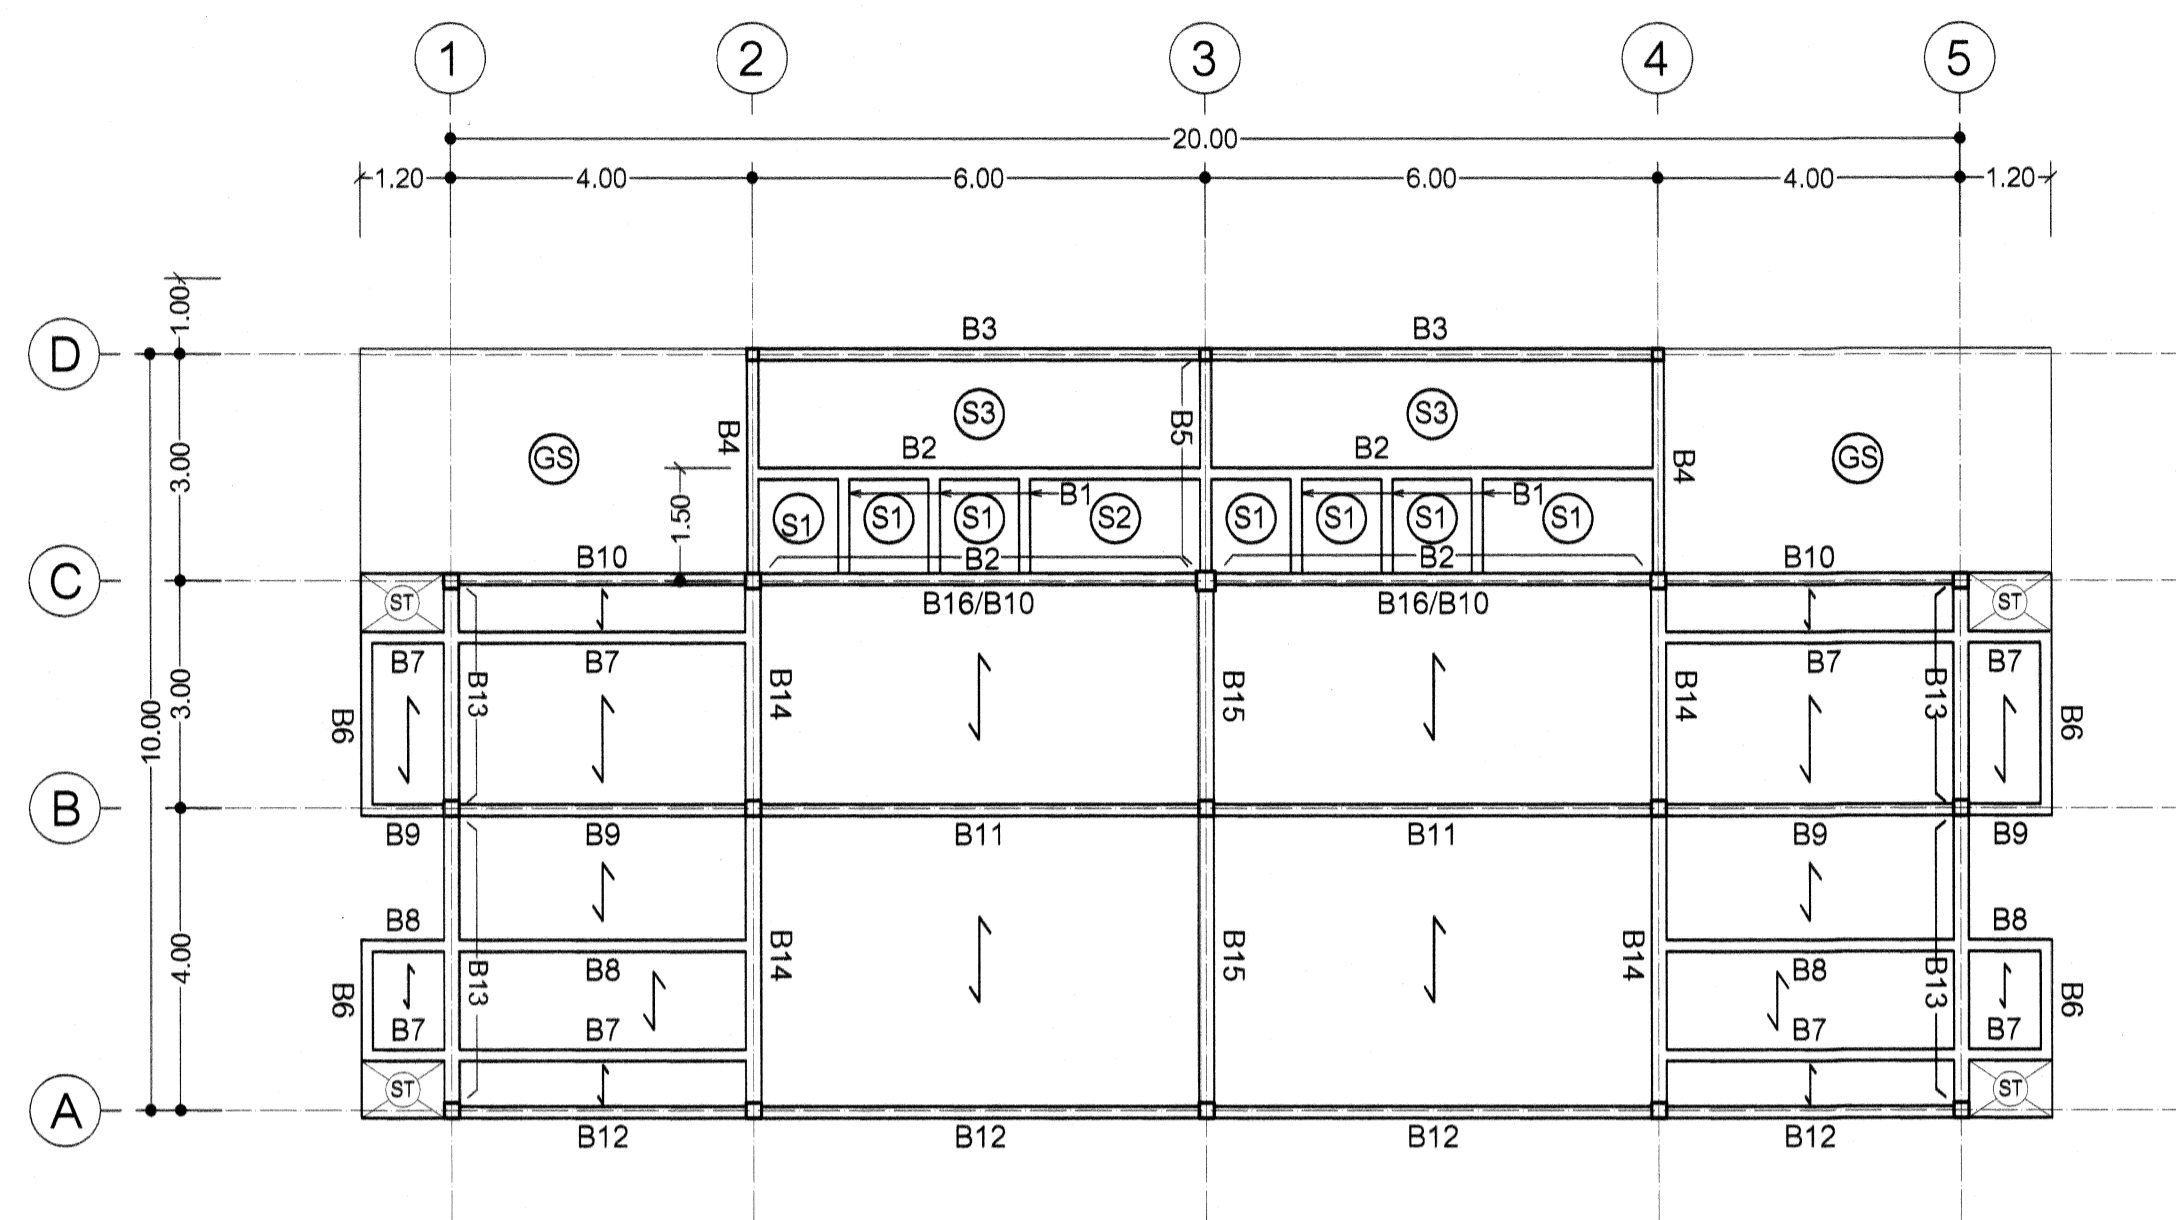 1 2 3 4 5
20.00
1.20 4.00 6.00 6.00 4.00 1.20
1.00
D
B3 B3
S3 S3
B4 B5 B4
GS GS
3.00
B2 B2
B1 B1
1.50
S1 S1 S1 S2 S1 S1 S1 S1
B10 B2 B2 B10
C
ST B16/B10 B16/B10 ST
B7 B7 B7 B7
3.00
B13 B14 B15 B14 B13
B6 B6
10.00
B
B9 B9 B11 B11 B9 B9
B8 B8
4.00
B14 B15 B14
B13 B8 B8 B13
B6 B6
B7 B7 B7 B7
ST ST
A
B12 B12 B12 B12